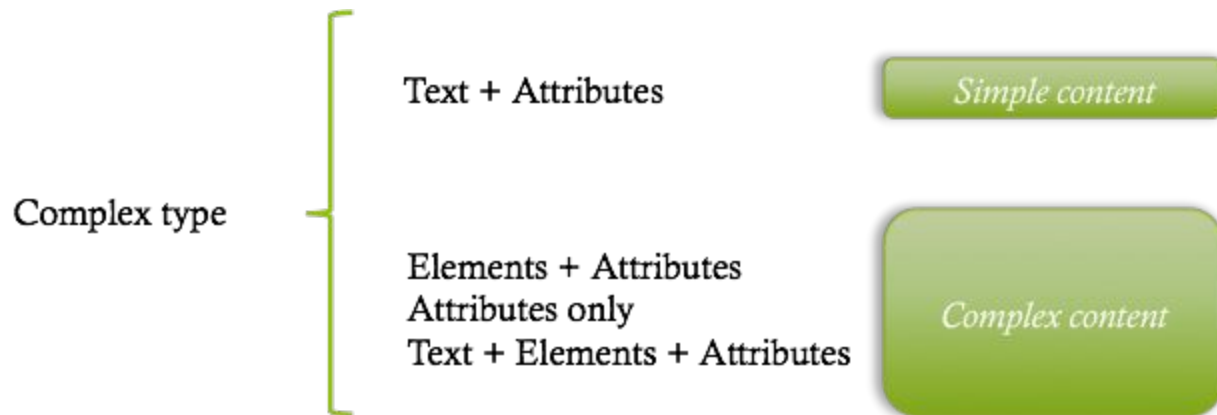 Text + Attributes
Simple content
Complex type
Elements + Attributes
Attributes only
Text + Elements + Attributes
Complex content